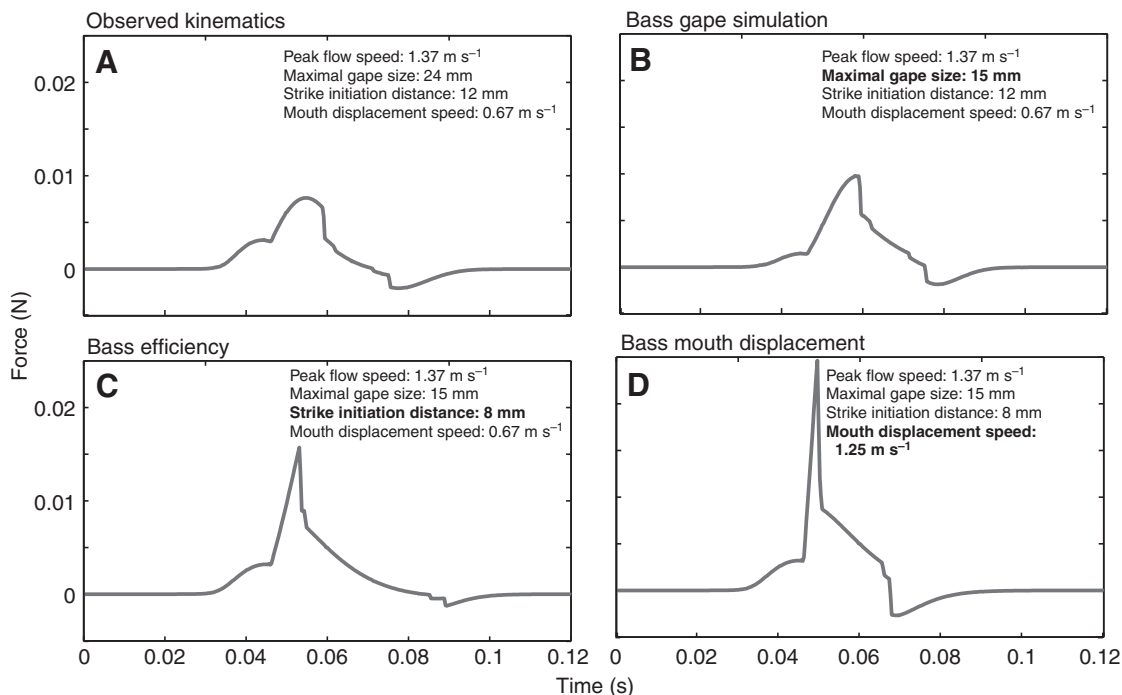 Observed kinematics
A
Peak flow speed: 1.37 m s–1
Maximal gape size: 24 mm
Strike initiation distance: 12 mm
Mouth displacement speed: 0.67 m s–1
0.02
0.01
0
Bass gape simulation
B
Peak flow speed: 1.37 m s–1
Maximal gape size: 15 mm
Strike initiation distance: 12 mm
Mouth displacement speed: 0.67 m s–1
Force (N)
Bass efficiency
C
Peak flow speed: 1.37 m s–1
Maximal gape size: 15 mm
Strike initiation distance: 8 mm
Mouth displacement speed: 0.67 m s–1
0.02
0.01
0
0 0.02 0.04 0.06 0.08 0.1 0.12
Bass mouth displacement
D
Peak flow speed: 1.37 m s–1
Maximal gape size: 15 mm
Strike initiation distance: 8 mm
Mouth displacement speed:
1.25 m s–1
0 0.02 0.04 0.06 0.08 0.1 0.12
Time (s)